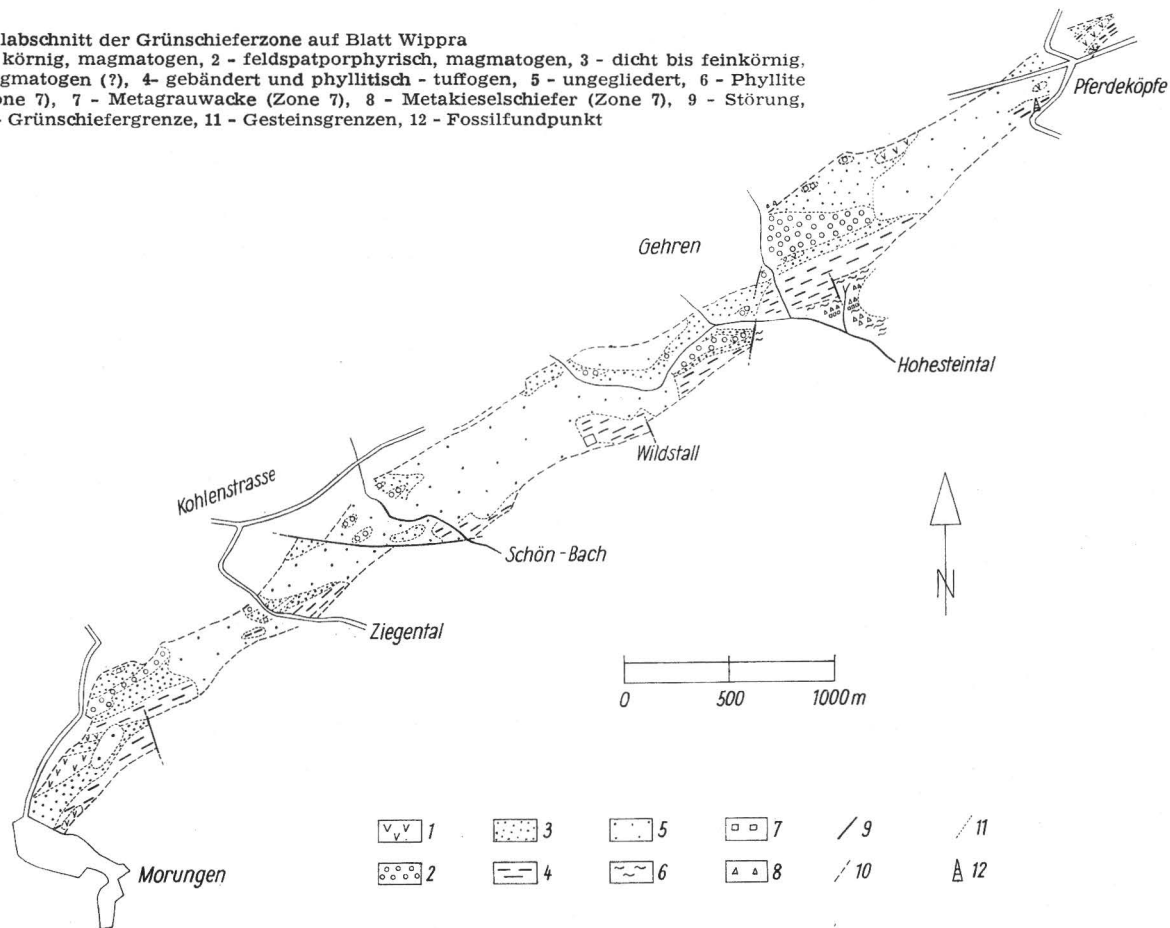 labschnitt der Grünschieferzone auf Blatt Wippra
körnig, magmatogen, 2 - feldspatporphyrisch, magmatogen, 3 - dicht bis feinkörnig,
gmatogen (?), 4- gebändert und phyllitisch - tuffogen, 5 - ungegliedert, 6 - Phyllite
ne 7), 7 - Metagrauwacke (Zone 7), 8 - Metakieselschiefer (Zone 7), 9 - Störung,
- Grünschiefergrenze, 11 - Gesteinsgrenzen, 12 - Fossilfundpunkt
Pferdeköpfe
Gehren
Hohesteintal
Wildstall
Kohlenstrasse
Schön-Bach
N
Ziegental
0 500 1000m
Morungen
1 3 5 7 9 11
2 4 6 8 10 12